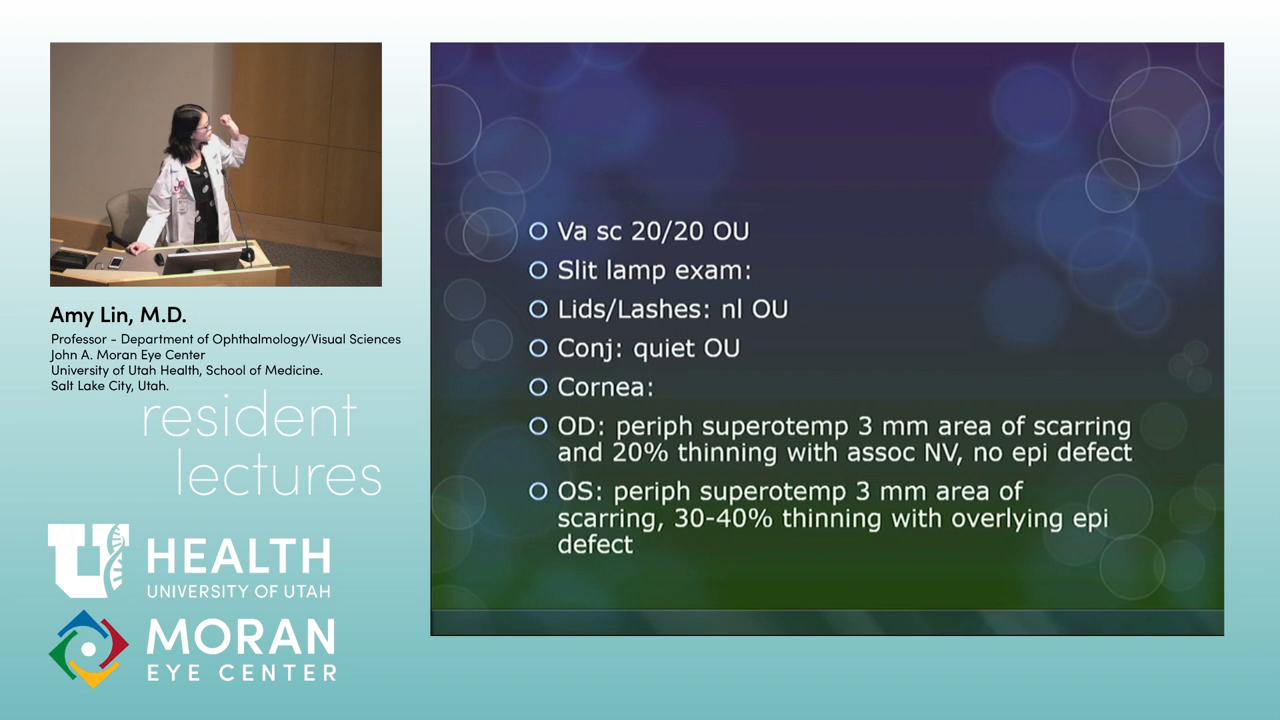 Amy Lin, M.D.
Professor - Department of Ophthalmology/Visual Sciences
John A. Moran Eye Center
University of Utah Health, School of Medicine.
Salt Lake City, Utah.
resident
lectures
U HEALTH
UNIVERSITY OF UTAH
MORAN
EYE CENTER
Va sc 20/20 OU
Slit lamp exam:
Lids/Lashes: nl OU
Conj: quiet OU
Cornea:
OD: periph superotemp 3 mm area of scarring
and 20% thinning with assoc NV, no epi defect
OS: periph superotemp 3 mm area of
scarring, 30-40% thinning with overlying epi
defect